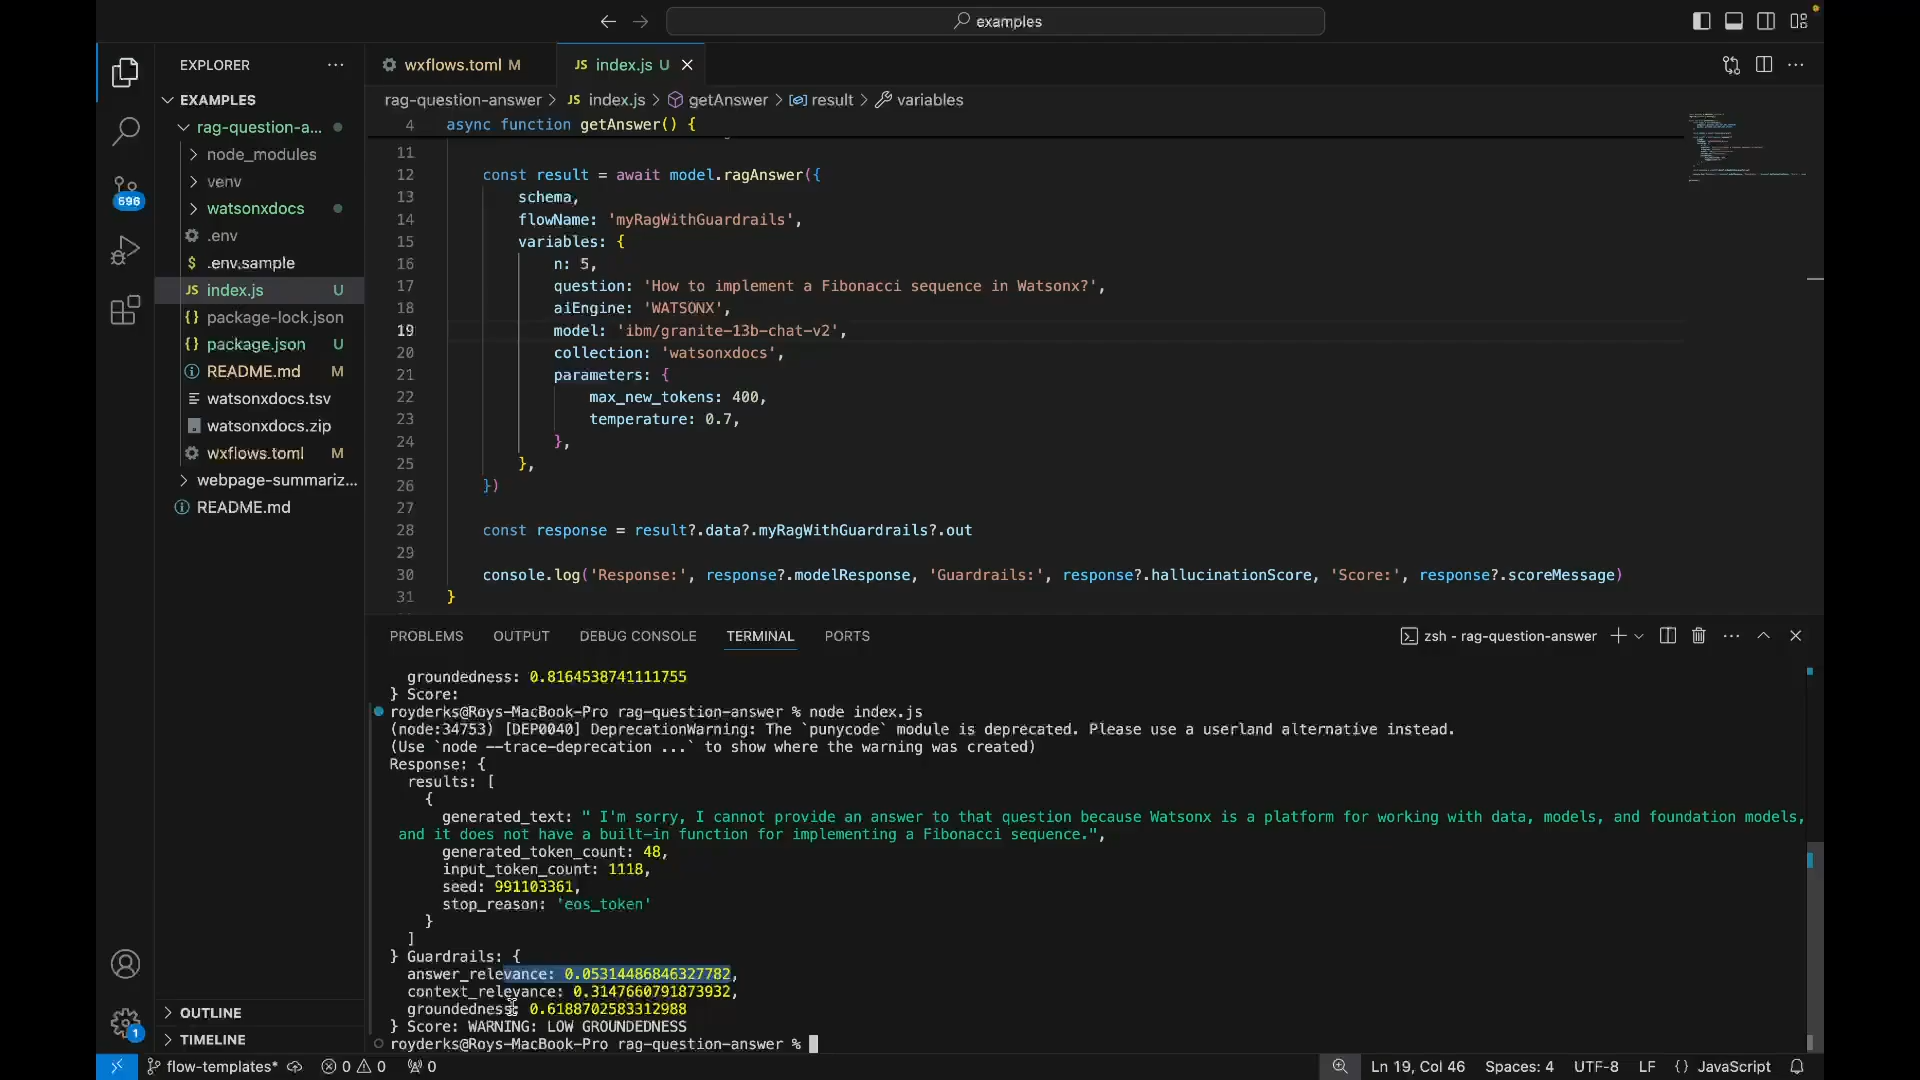 examples
EXPLORER
EXAMPLES
rag-question-a...
node_modules
venv
watsonxdocs
.env
$ .env.sample
JS index.js U
{} package-lock.json
{} package.json U
README.md M
watsonxdocs.tsv
watsonxdocs.zip
wxflows.toml M
webpage-summariz...
README.md
596
1
OUTLINE
TIMELINE
wxflows.toml M JS index.js U
rag-question-answer > JS index.js > getAnswer > result > variables
4 async function getAnswer() {
11
12 const result = await model.ragAnswer({
13 schema,
14 flowName: 'myRagWithGuardrails',
15 variables: {
16 n: 5,
17 question: 'How to implement a Fibonacci sequence in Watsonx?',
18 aiEngine: 'WATSONX',
19 model: 'ibm/granite-13b-chat-v2',
20 collection: 'watsonxdocs',
21 parameters: {
22 max_new_tokens: 400,
23 temperature: 0.7,
24 },
25 },
26 })
27
28 const response = result?.data?.myRagWithGuardrails?.out
29
30 console.log('Response:', response?.modelResponse, 'Guardrails:', response?.hallucinationScore, 'Score:', response?.scoreMessage)
31 }
PROBLEMS OUTPUT DEBUG CONSOLE TERMINAL PORTS zsh - rag-question-answer
groundedness: 0.8164538741111755
} Score:
royderks@Roys-MacBook-Pro rag-question-answer % node index.js
(node:34753) [DEP0040] DeprecationWarning: The `punycode` module is deprecated. Please use a userland alternative instead.
(Use `node --trace-deprecation ...` to show where the warning was created)
Response: {
results: [
{
generated_text: " I'm sorry, I cannot provide an answer to that question because Watsonx is a platform for working with data, models, and foundation models,
and it does not have a built-in function for implementing a Fibonacci sequence.",
generated_token_count: 48,
input_token_count: 1118,
seed: 991103361,
stop_reason: 'eos_token'
}
]
} Guardrails: {
answer_relevance: 0.05314486846327782,
context_relevance: 0.3147660791873932,
groundedness: 0.6188702583312988
} Score: WARNING: LOW GROUNDEDNESS
royderks@Roys-MacBook-Pro rag-question-answer %
flow-templates* 0 0 0 Ln 19, Col 46 Spaces: 4 UTF-8 LF {} JavaScript